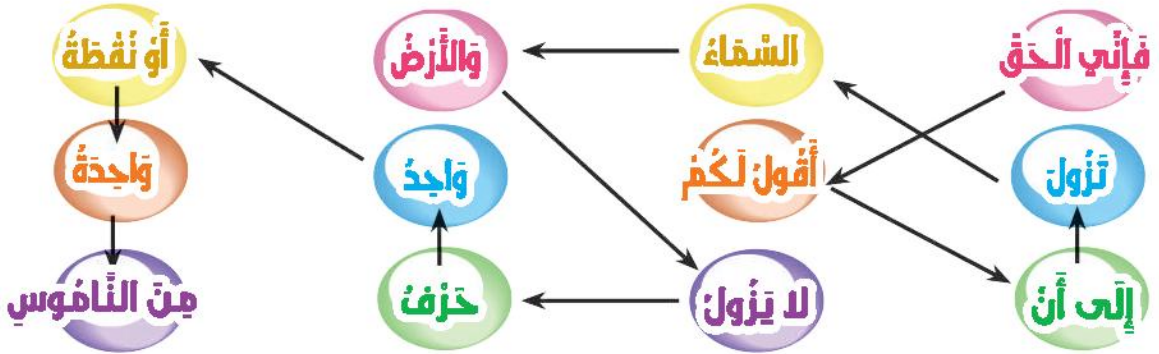 فَإِنِّي الْحَقَّ
أَقُولُ لَكُمْ
إِلَى أَنْ
تَزُولَ
السَّمَاءُ
وَالأَرْضُ
لا يَزُولُ
حَرْفٌ
وَاحِدٌ
أَوْ نُقْطَةٌ
وَاحِدَةٌ
مِنَ النَّامُوسِ